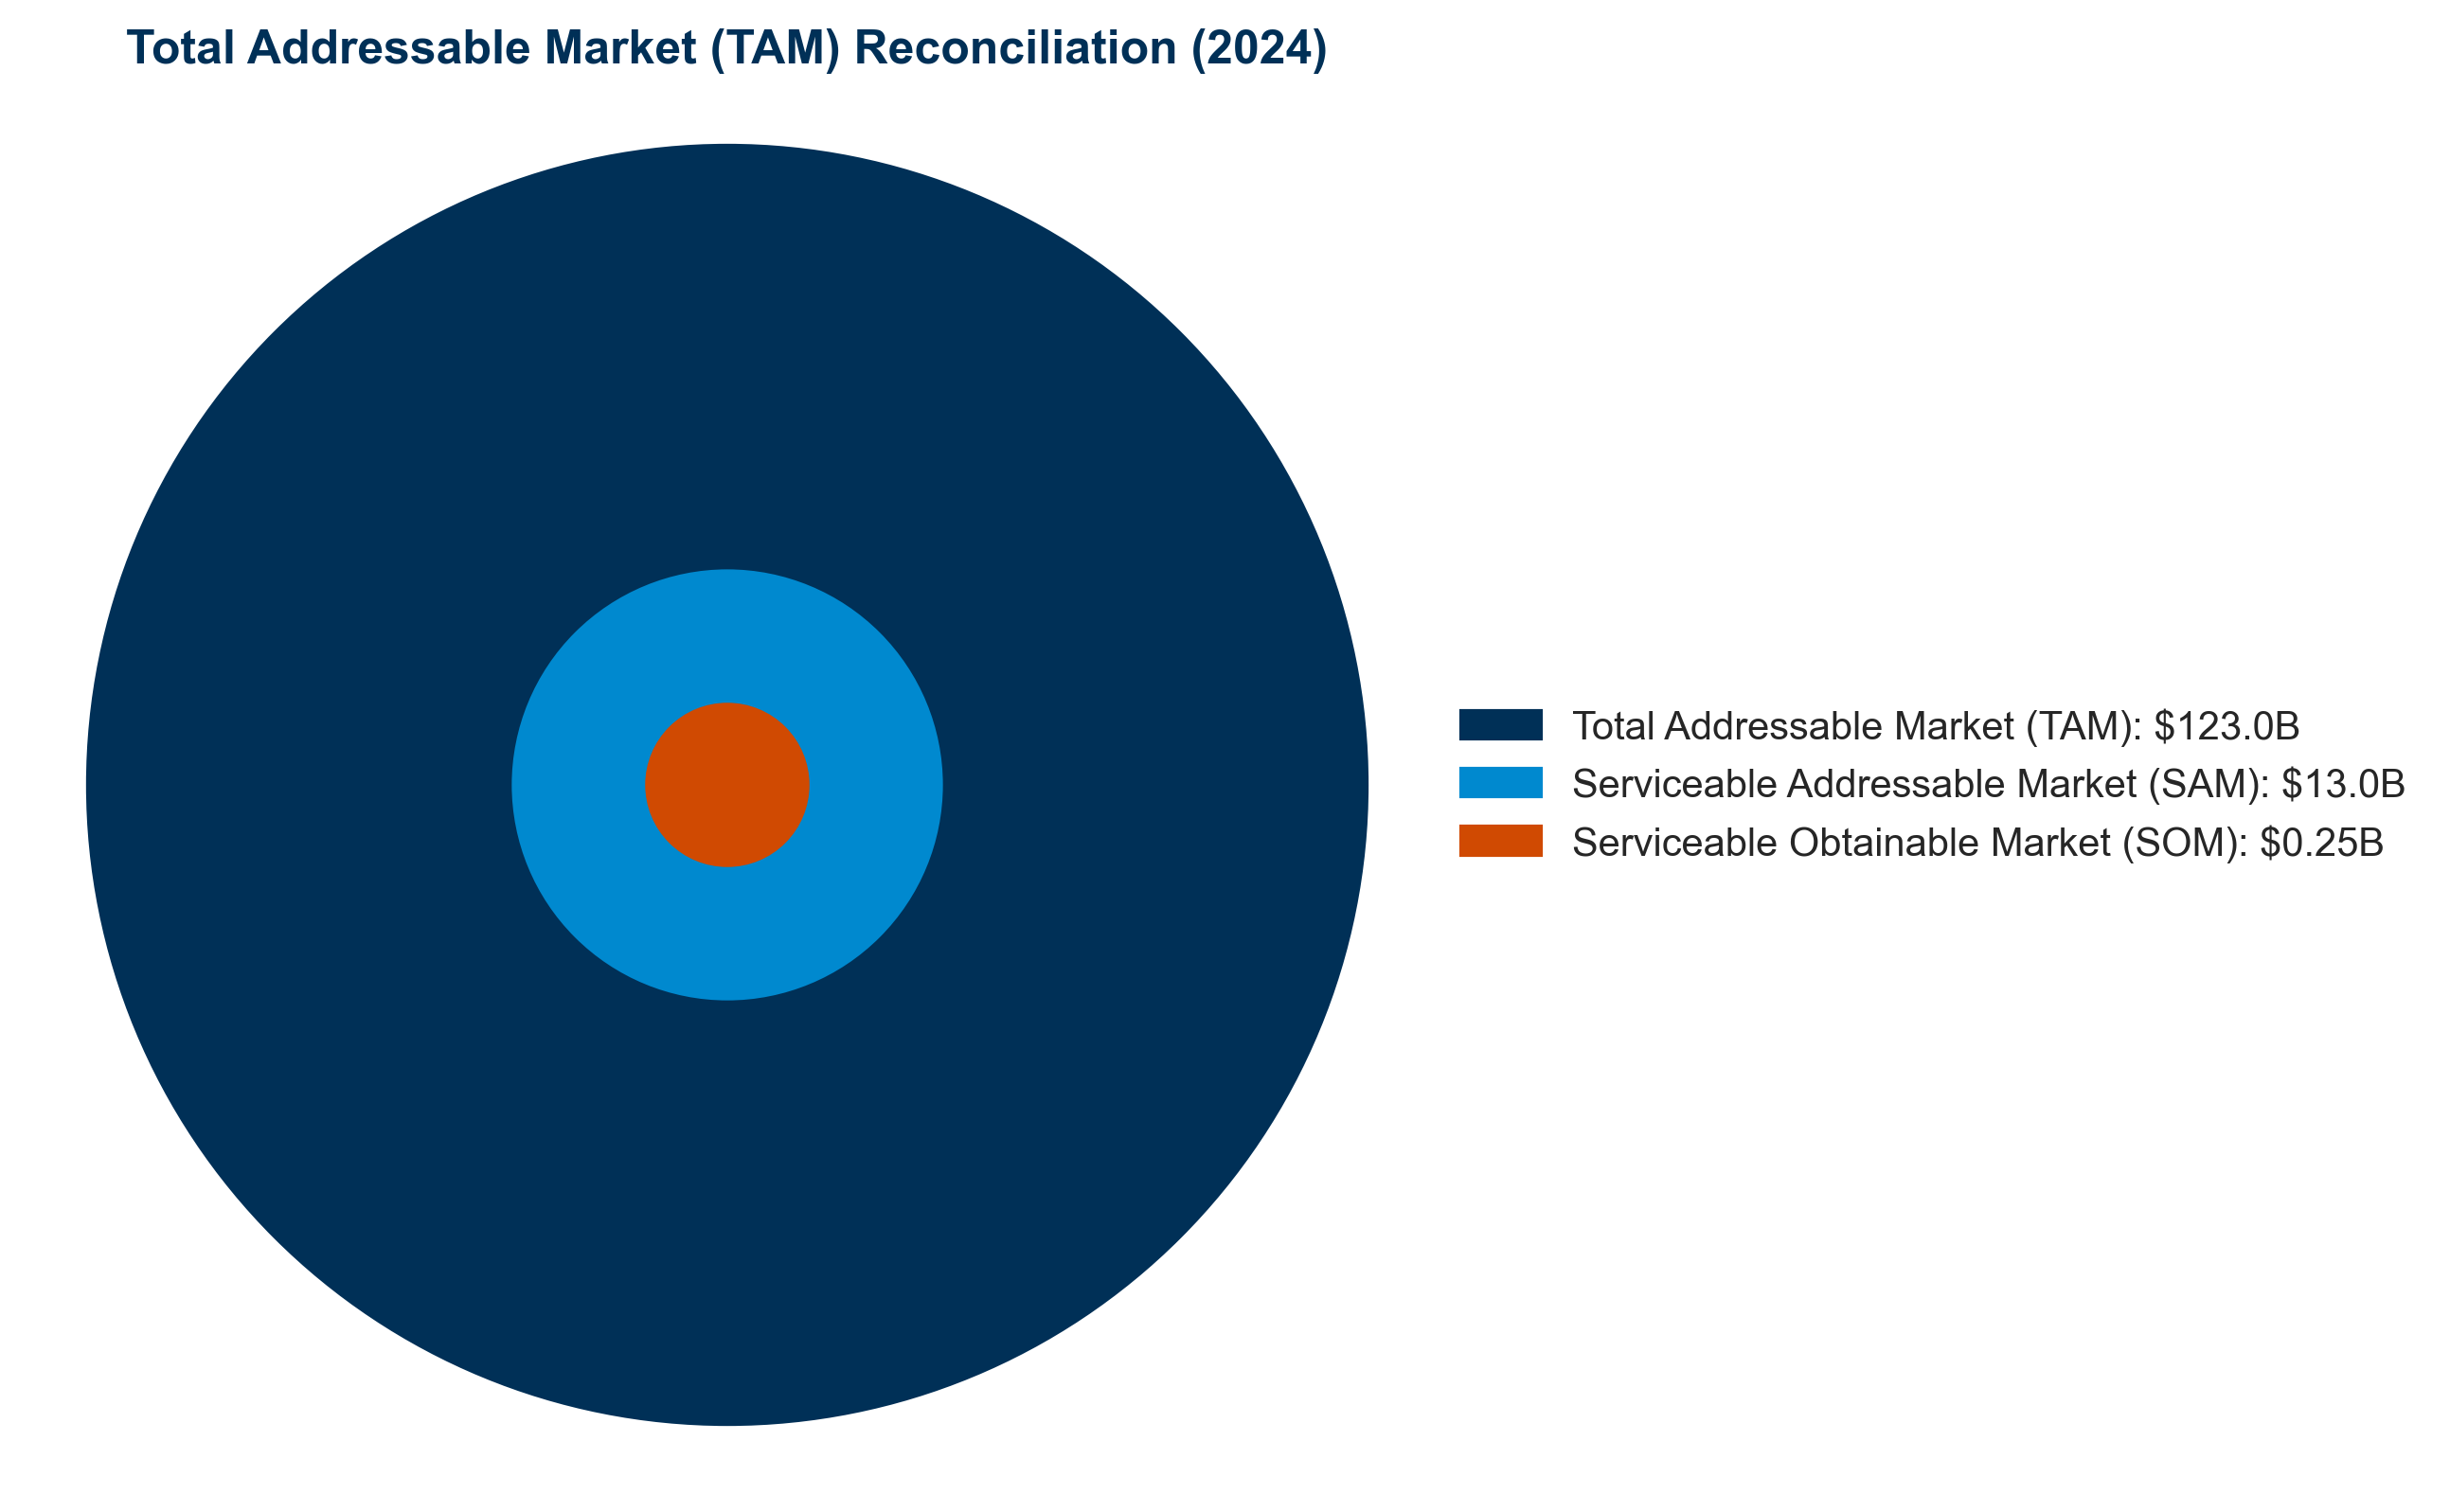 Total Addressable Market (TAM) Reconciliation (2024)
Total Addressable Market (TAM): $123.0B
Serviceable Addressable Market (SAM): $13.0B
Serviceable Obtainable Market (SOM): $0.25B